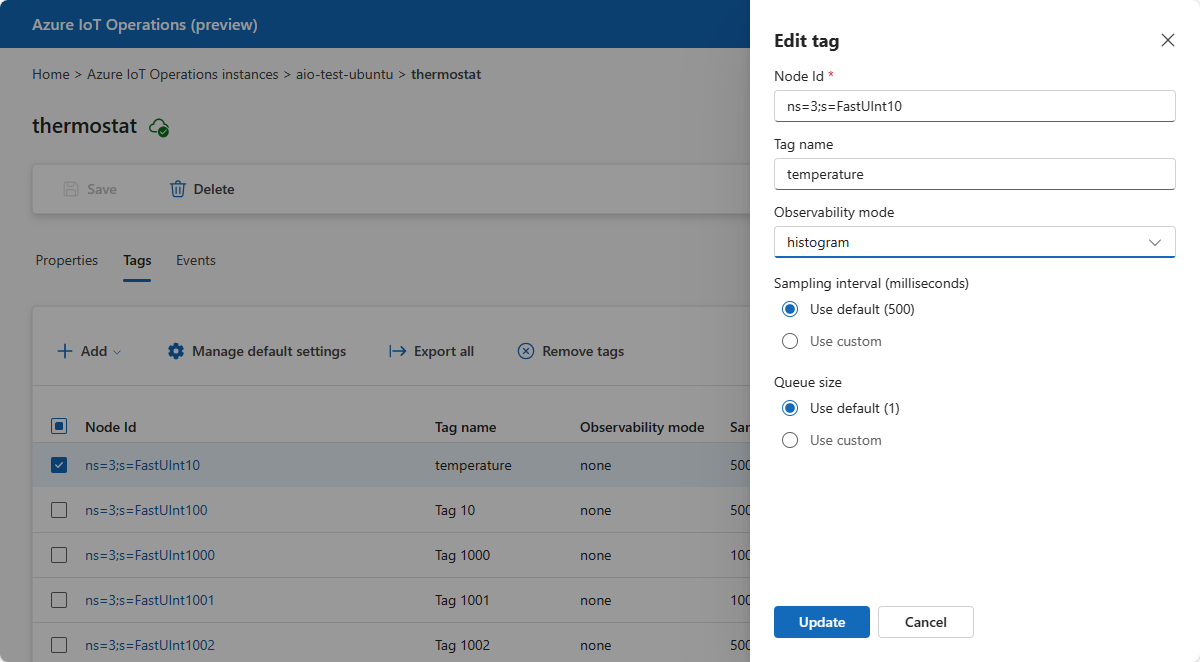 Azure IoT Operations (preview)
Home > Azure IoT Operations instances > aio-test-ubuntu > thermostat
thermostat
Save Delete
Properties Tags Events
Add Manage default settings Export all Remove tags
Node Id Tag name Observability mode
ns=3;s=FastUInt10 temperature none 500
ns=3;s=FastUInt100 Tag 10 none 500
ns=3;s=FastUInt1000 Tag 1000 none
ns=3;s=FastUInt1001 Tag 1001 none
ns=3;s=FastUInt1002 Tag 1002 none 500
Edit tag
Node Id *
ns=3;s=FastUInt10
Tag name
temperature
Observability mode
histogram
Sampling interval (milliseconds)
Use default (500)
Use custom
Queue size
Use default (1)
Use custom
Update Cancel